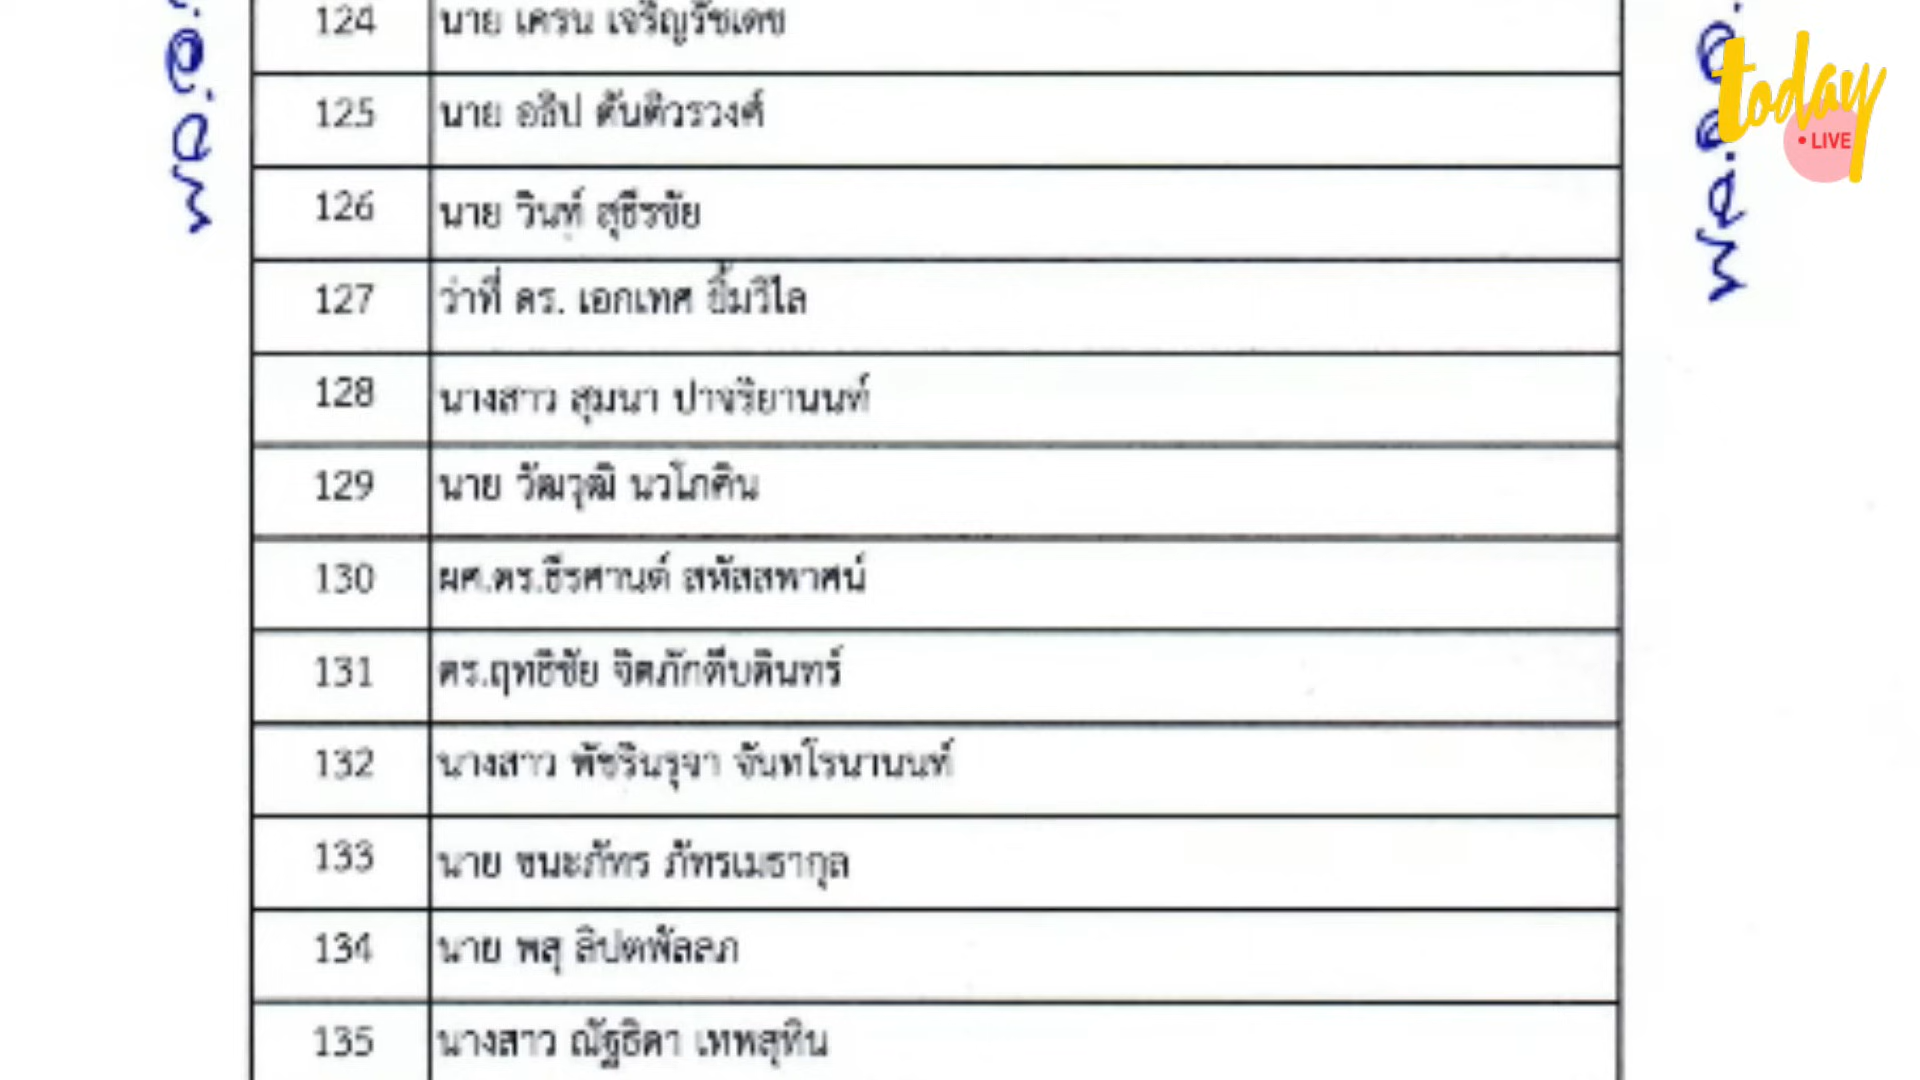 124 นาย เครน เจริญรัชเดช
125 นาย อธิป ตันติวรวงศ์
126 นาย วินท์ สุธีรชัย
127 ว่าที่ ดร. เอกเทศ ยิ้มวิไล
128 นางสาว สุมนา ปาจริยานนท์
129 นาย วัฒวุฒิ นวโภคิน
130 ผศ.ดร.ธีรศานต์ สหัสสพาศน์
131 ดร.ฤทธิชัย จิตภักดีบดินทร์
132 นางสาว พัชรินรุจา จันทโรนานนท์
133 นาย ชนะภัทร ภัทรเมธากุล
134 นาย พสุ ลิปตพัลลภ
135 นางสาว ณัฐธิดา เทพสุทิน
today
• LIVE